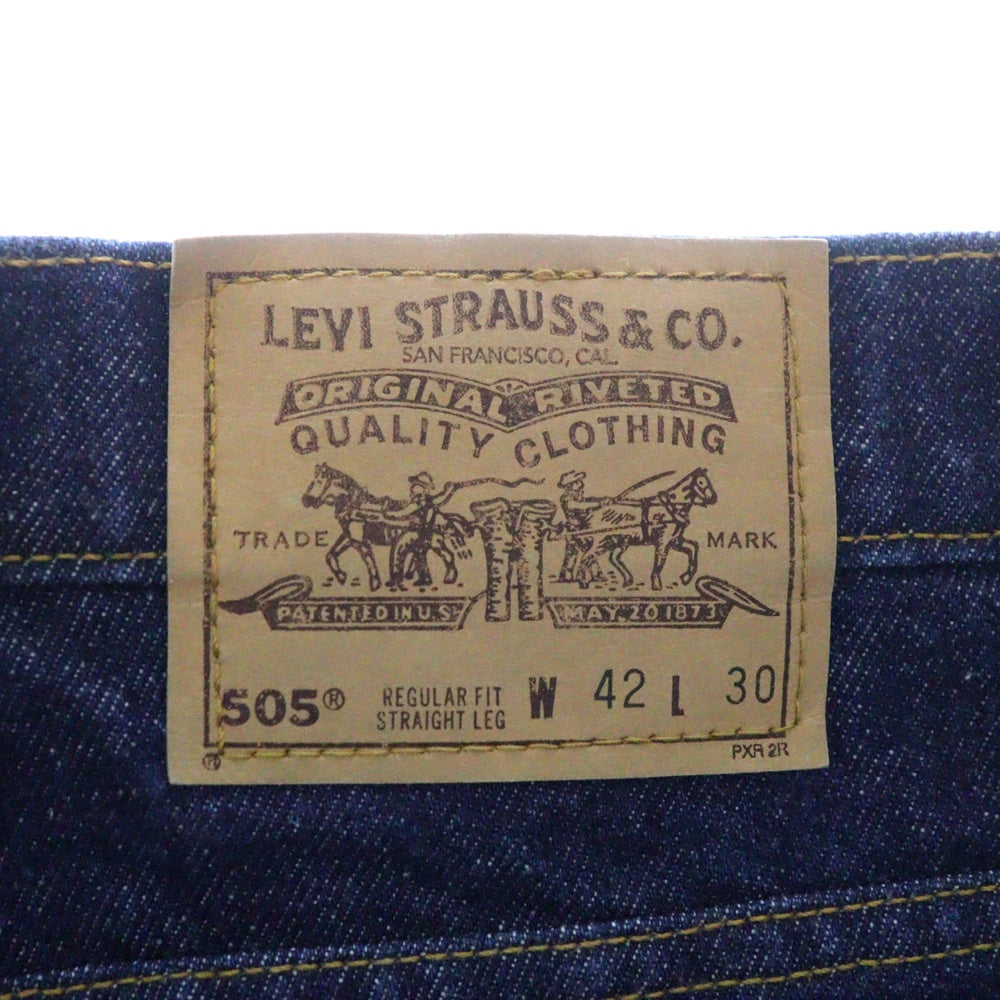 LEVI STRAUSS & CO.
SAN FRANCISCO, CAL.
ORIGINAL RIVETED
QUALITY CLOTHING
TRADE MARK
PATENTED IN U.S. MAY 20 1873
505® REGULAR FIT STRAIGHT LEG W 42 L 30
® PXR 2R